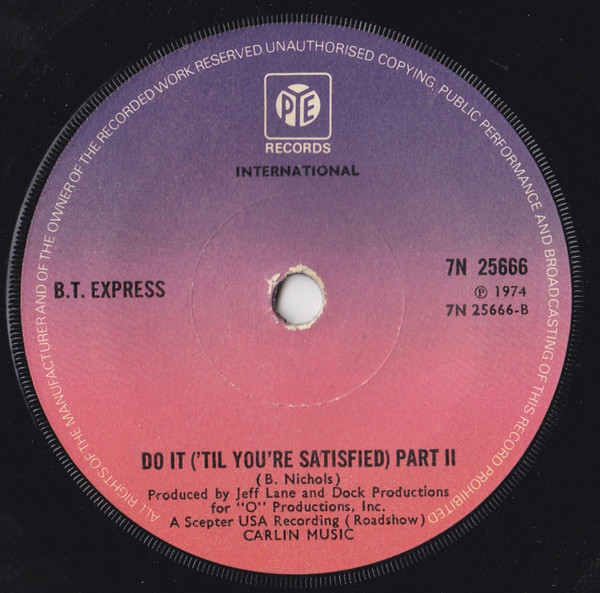 ALL RIGHTS OF THE MANUFACTURER AND OF THE OWNER OF THE RECORDED WORK RESERVED. UNAUTHORISED COPYING, PUBLIC PERFORMANCE AND BROADCASTING OF THIS RECORD PROHIBITED
PYE
RECORDS
INTERNATIONAL
B.T. EXPRESS
7N 25666
℗ 1974
7N 25666-B
DO IT ('TIL YOU'RE SATISFIED) PART II
(B. Nichols)
Produced by Jeff Lane and Dock Productions
for "O" Productions, Inc.
A Scepter USA Recording (Roadshow)
CARLIN MUSIC